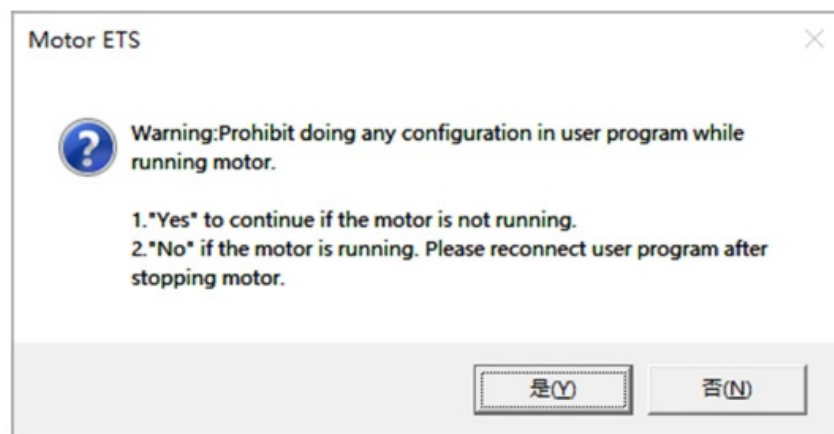 Motor ETS
Warning:Prohibit doing any configuration in user program while
running motor.
1."Yes" to continue if the motor is not running.
2."No" if the motor is running. Please reconnect user program after
stopping motor.
是(Y)
否(N)